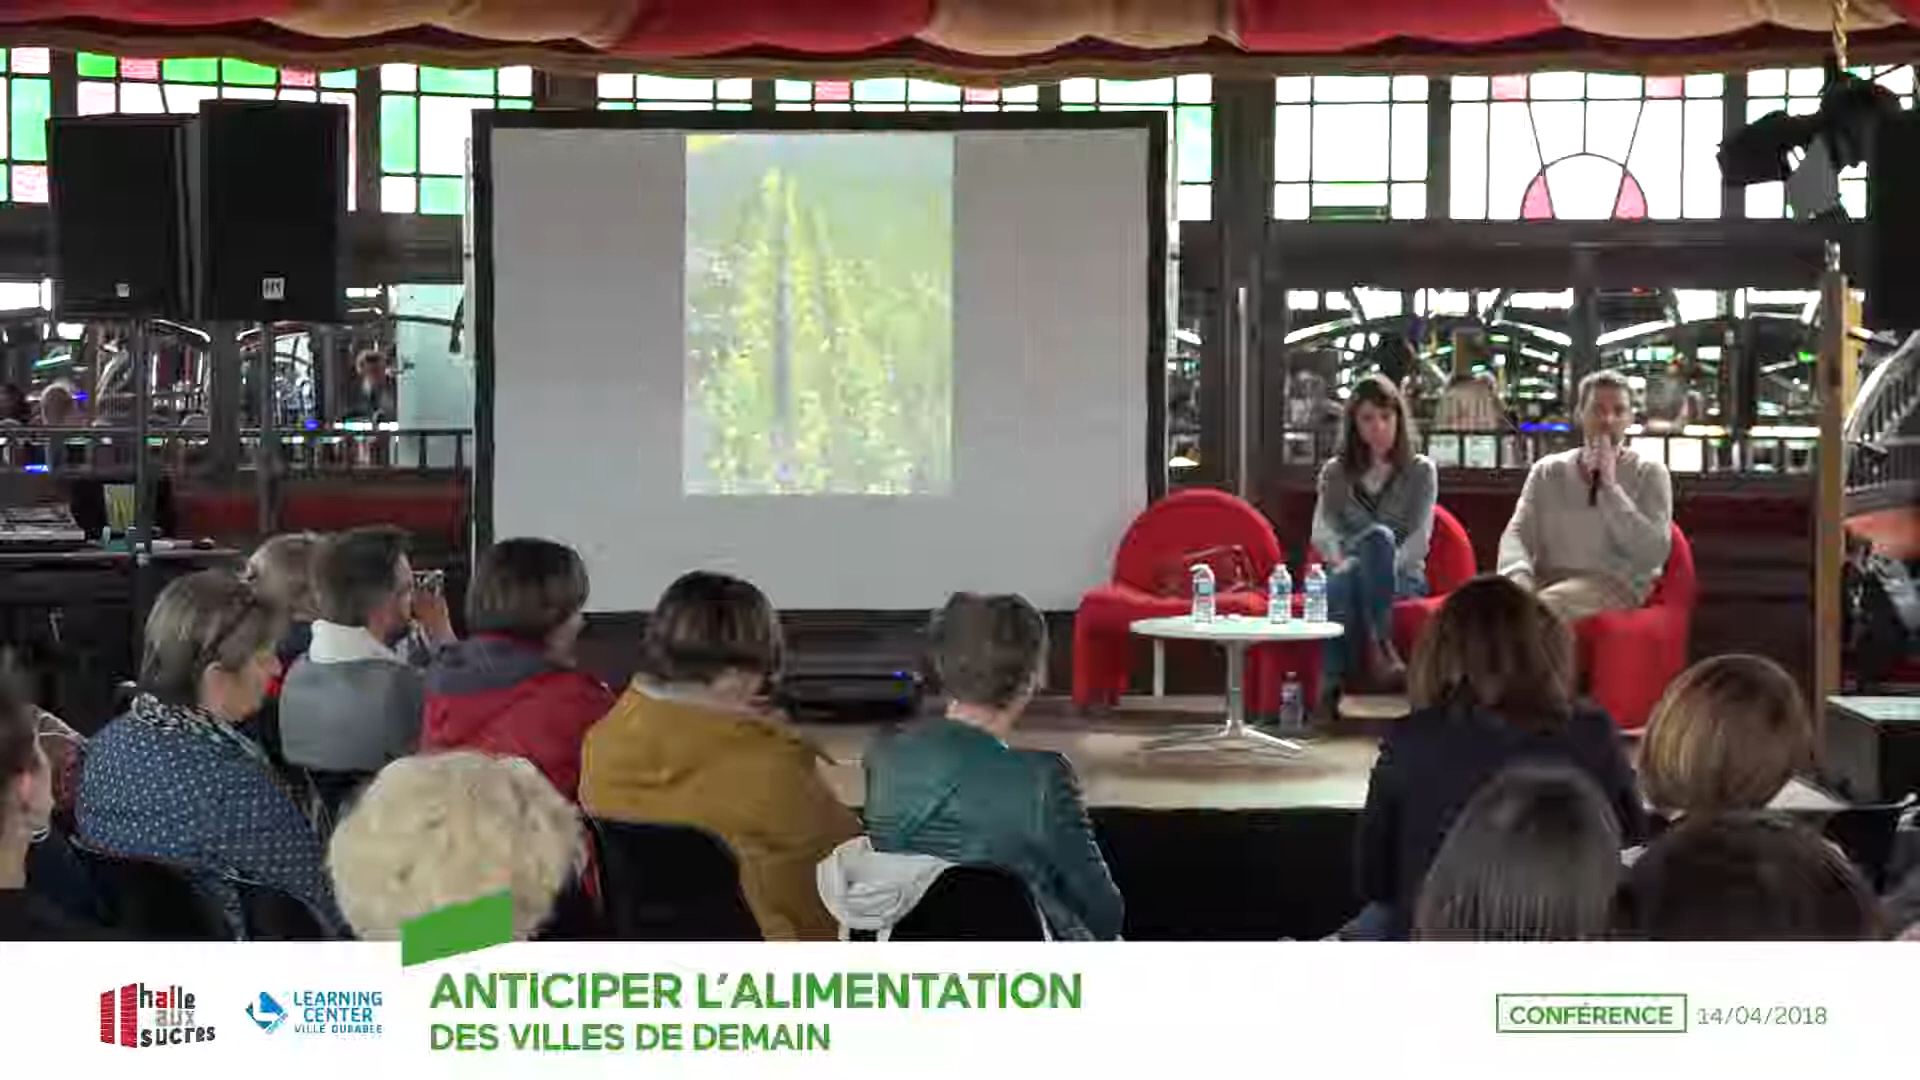 halle
aux
sucres
LEARNING
CENTER
VILLE DURABLE
ANTICIPER L'ALIMENTATION
DES VILLES DE DEMAIN
CONFÉRENCE 14/04/2018